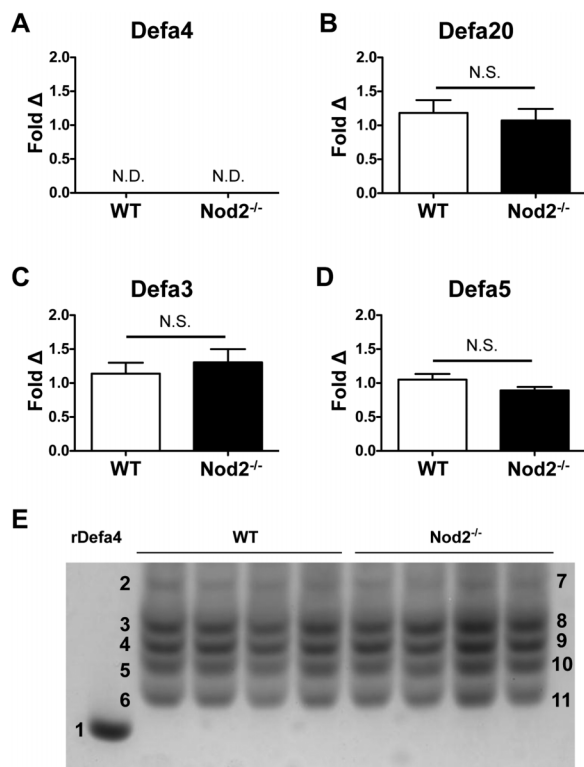 A
Defa4
Fold Δ
2.0
1.5
1.0
0.5
0.0
N.D. N.D.
WT Nod2-/-
B
Defa20
Fold Δ
2.0
1.5
1.0
0.5
0.0
N.S.
WT Nod2-/-
C
Defa3
Fold Δ
2.0
1.5
1.0
0.5
0.0
N.S.
WT Nod2-/-
D
Defa5
Fold Δ
2.0
1.5
1.0
0.5
0.0
N.S.
WT Nod2-/-
E
rDefa4 WT Nod2-/-
2 7
3 8
4 9
5 10
6 11
1